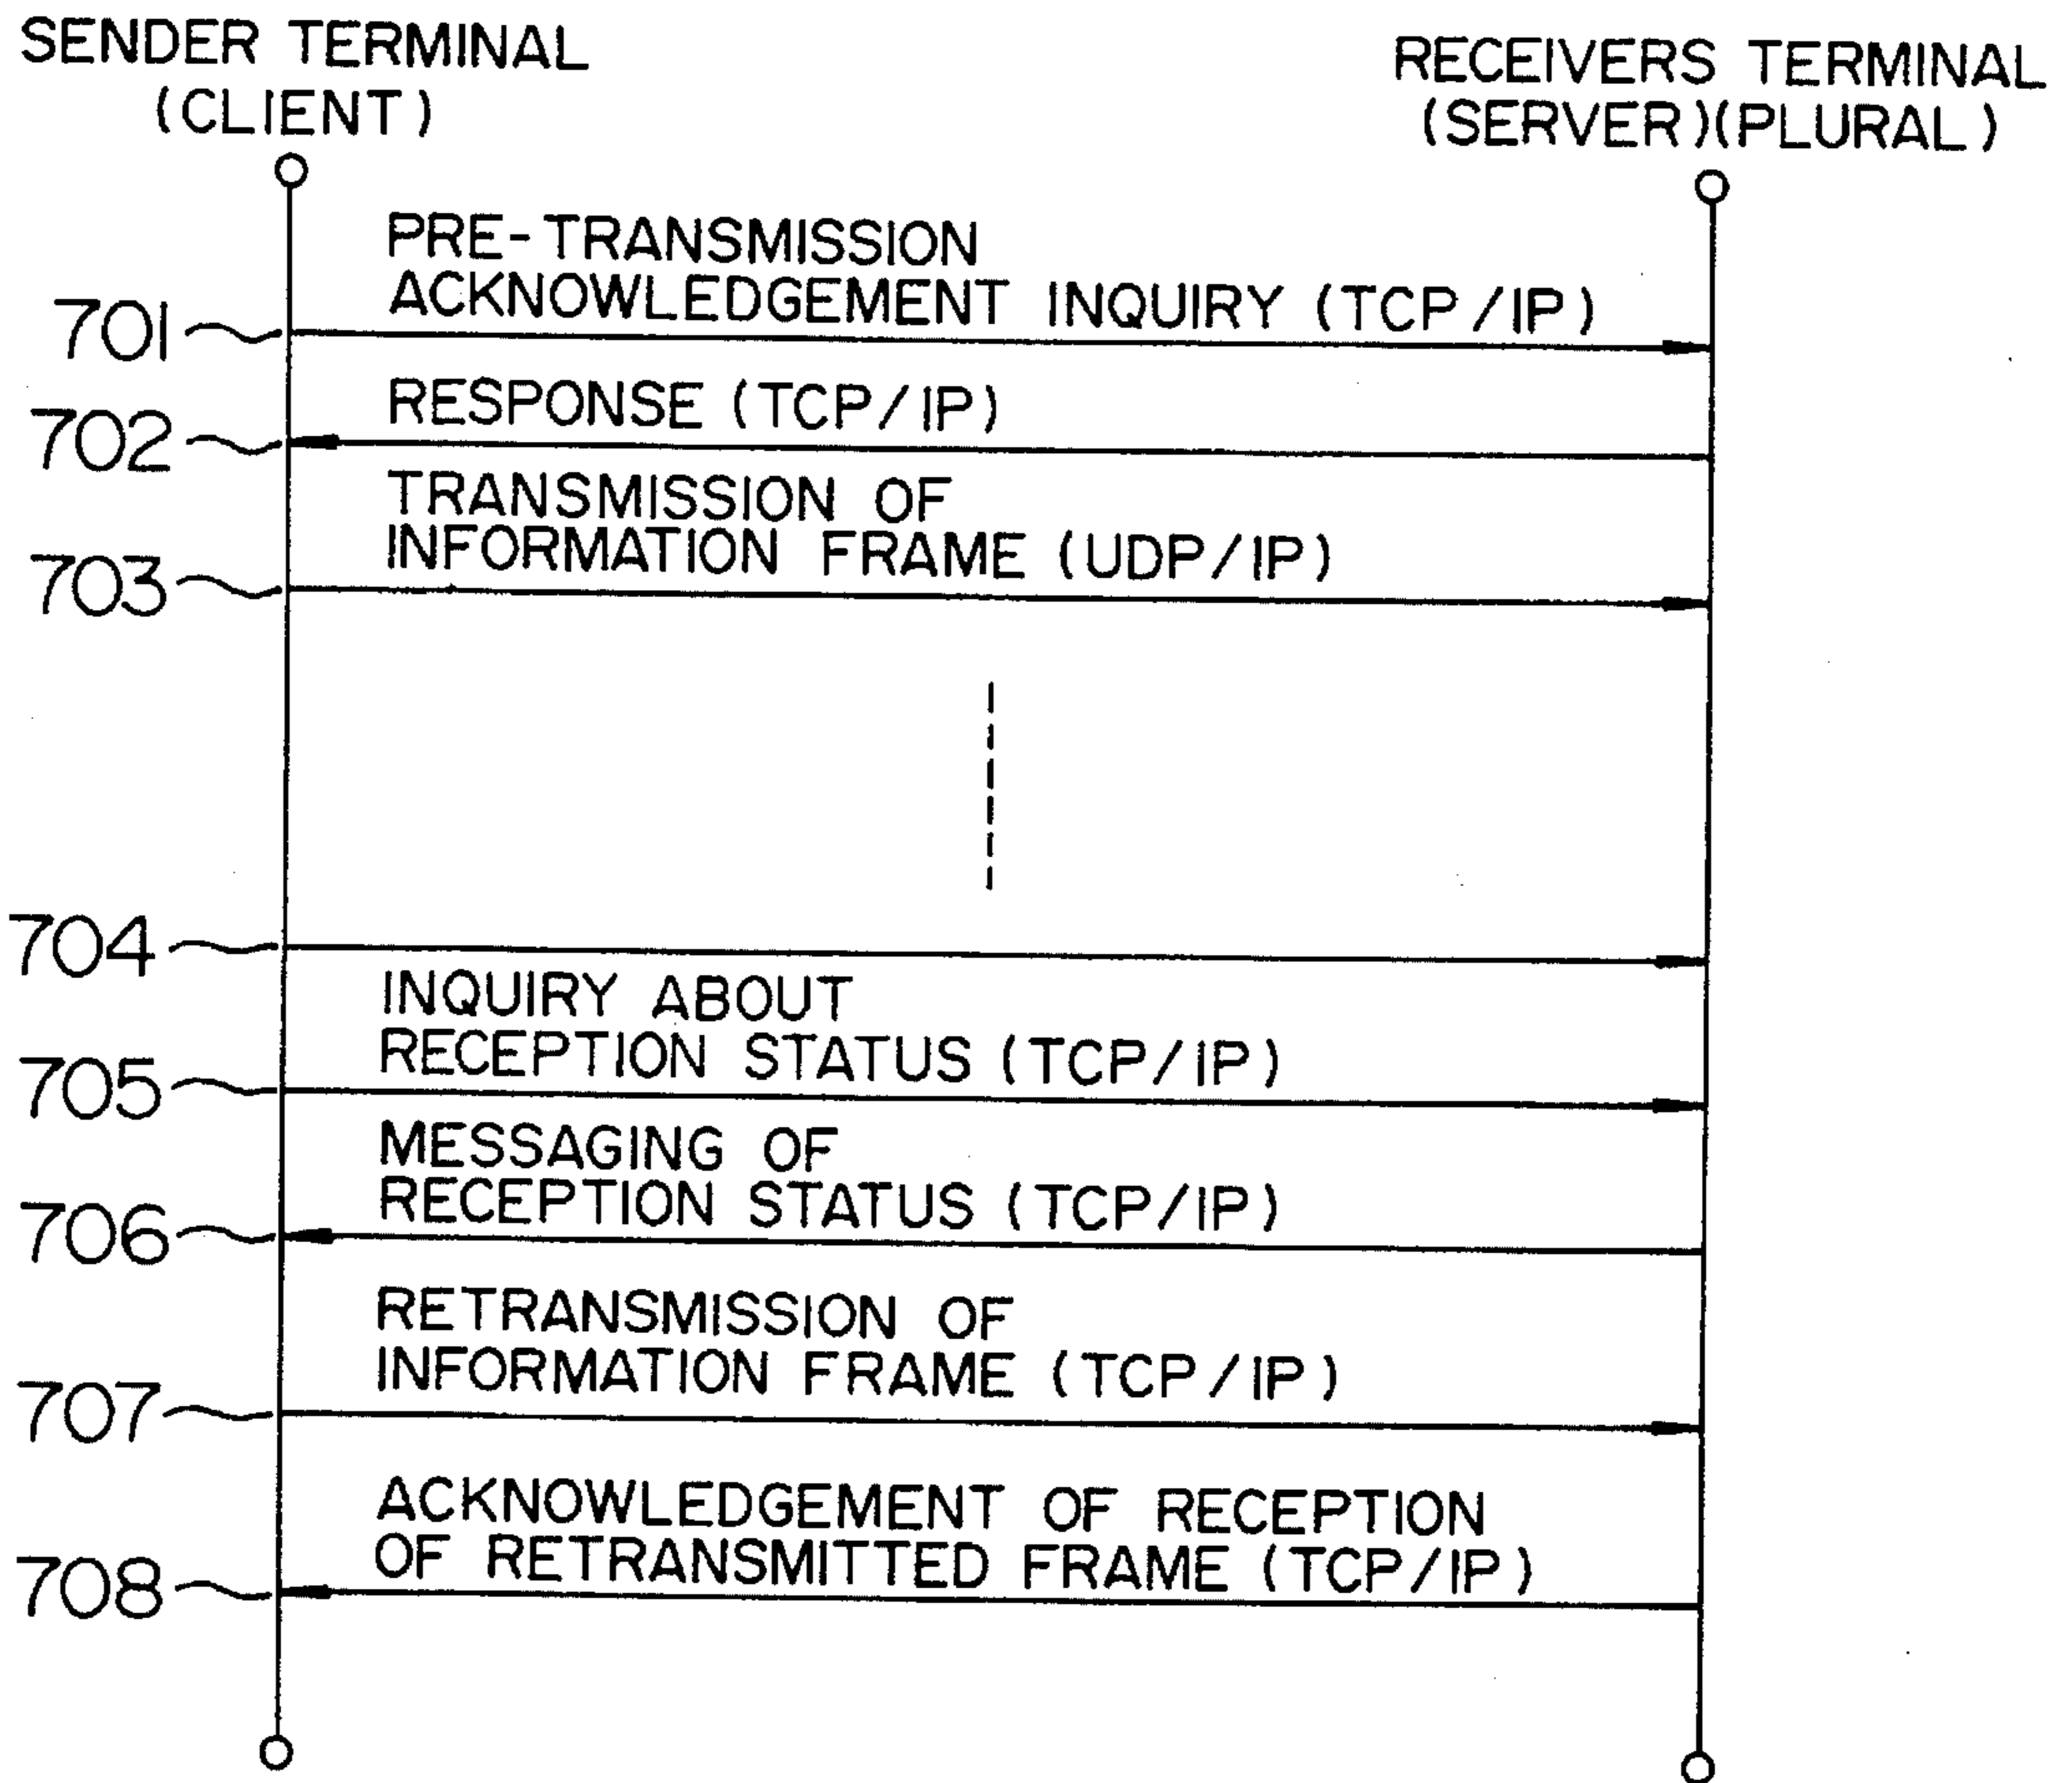 SENDER TERMINAL
(CLIENT)
RECEIVERS TERMINAL
(SERVER)(PLURAL)
PRE-TRANSMISSION
ACKNOWLEDGEMENT INQUIRY (TCP/IP)
701
RESPONSE (TCP/IP)
702
TRANSMISSION OF
INFORMATION FRAME (UDP/IP)
703
704
INQUIRY ABOUT
RECEPTION STATUS (TCP/IP)
705
MESSAGING OF
RECEPTION STATUS (TCP/IP)
706
RETRANSMISSION OF
INFORMATION FRAME (TCP/IP)
707
ACKNOWLEDGEMENT OF RECEPTION
OF RETRANSMITTED FRAME (TCP/IP)
708